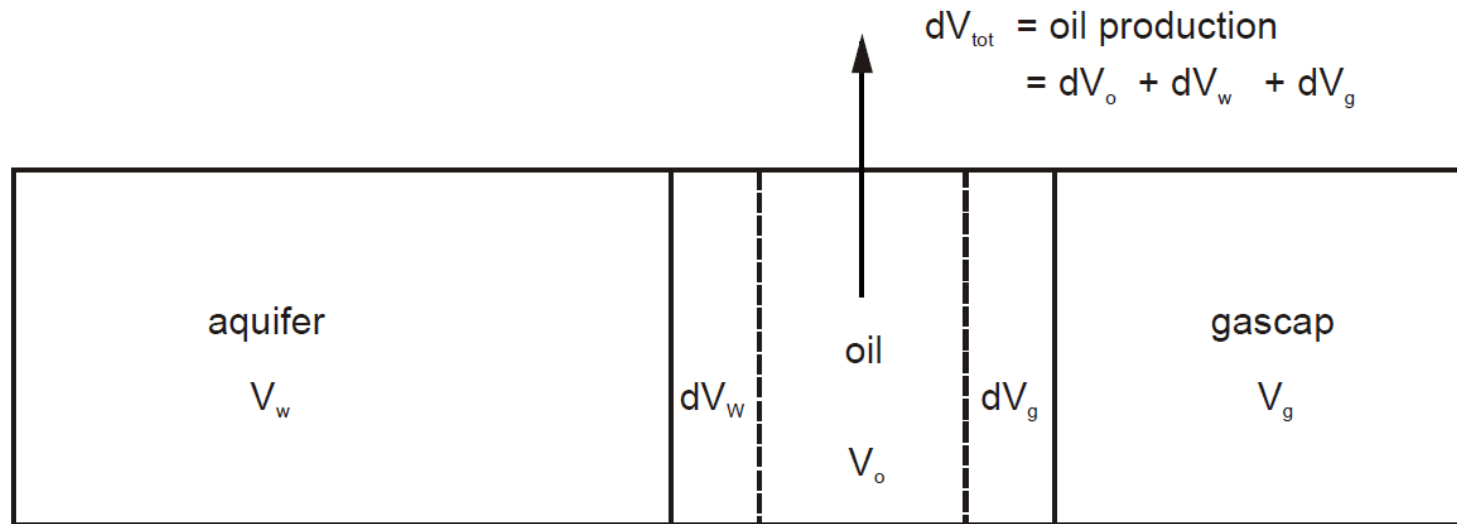 dV_tot = oil production
= dV_o + dV_w + dV_g
aquifer
V_w
dV_W
oil
V_o
dV_g
gascap
V_g